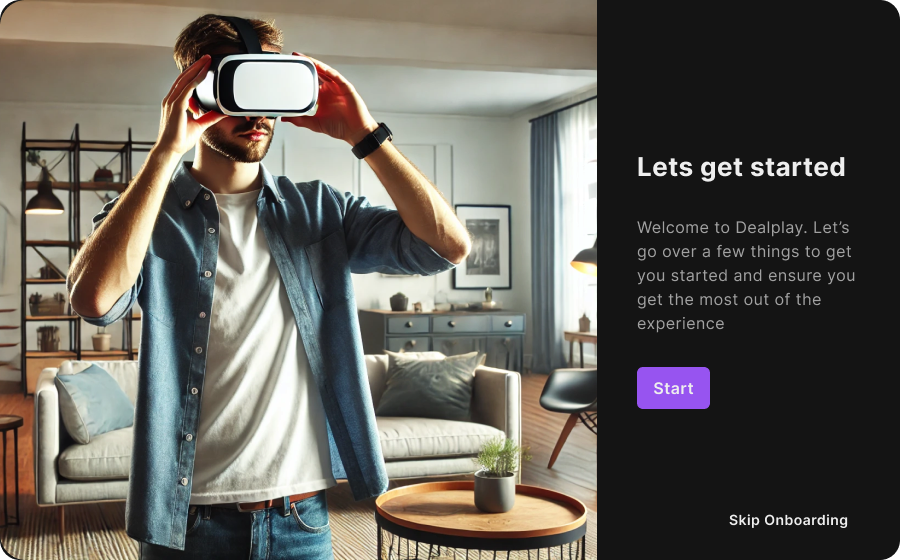 Lets get started
Welcome to Dealplay. Let’s
go over a few things to get
you started and ensure you
get the most out of the
experience
Start
Skip Onboarding